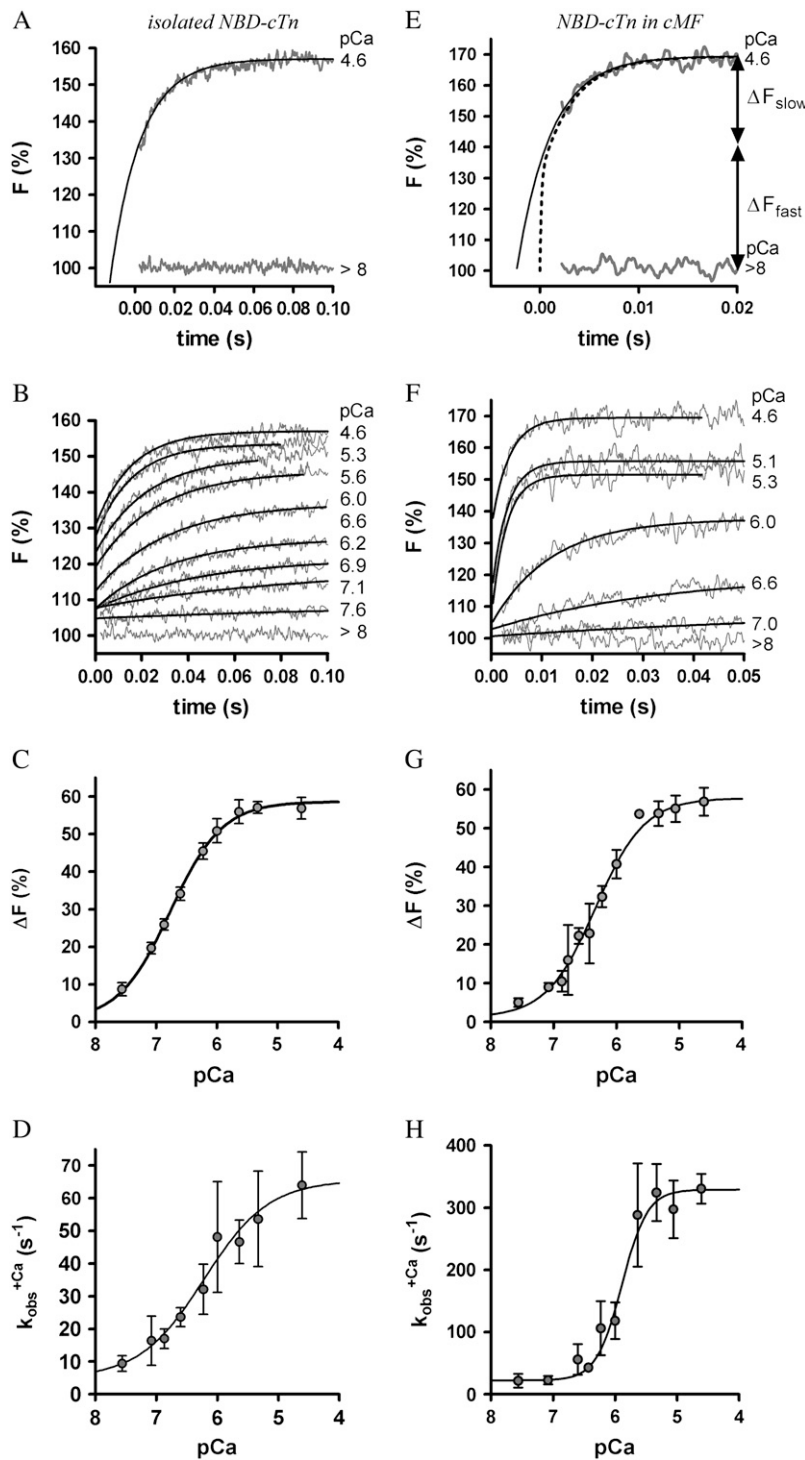 A
isolated NBD-cTn
F (%)
160
150
140
130
120
110
100
0.00 0.02 0.04 0.06 0.08 0.10
time (s)
pCa
4.6
> 8
E
NBD-cTn in cMF
F (%)
170
160
150
140
130
120
110
100
0.00 0.01 0.02
time (s)
pCa
4.6
ΔFslow
ΔFfast
pCa
>8
B
F (%)
160
150
140
130
120
110
100
0.00 0.02 0.04 0.06 0.08 0.10
time (s)
pCa
4.6
5.3
5.6
6.0
6.6
6.2
6.9
7.1
7.6
> 8
F
F (%)
170
160
150
140
130
120
110
100
0.00 0.01 0.02 0.03 0.04 0.05
time (s)
pCa
4.6
5.1
5.3
6.0
6.6
7.0
>8
C
ΔF (%)
60
50
40
30
20
10
0
8 7 6 5 4
pCa
G
ΔF (%)
60
50
40
30
20
10
0
8 7 6 5 4
pCa
D
kobs+Ca (s-1)
70
60
50
40
30
20
10
0
8 7 6 5 4
pCa
H
kobs+Ca (s-1)
400
300
200
100
0
8 7 6 5 4
pCa